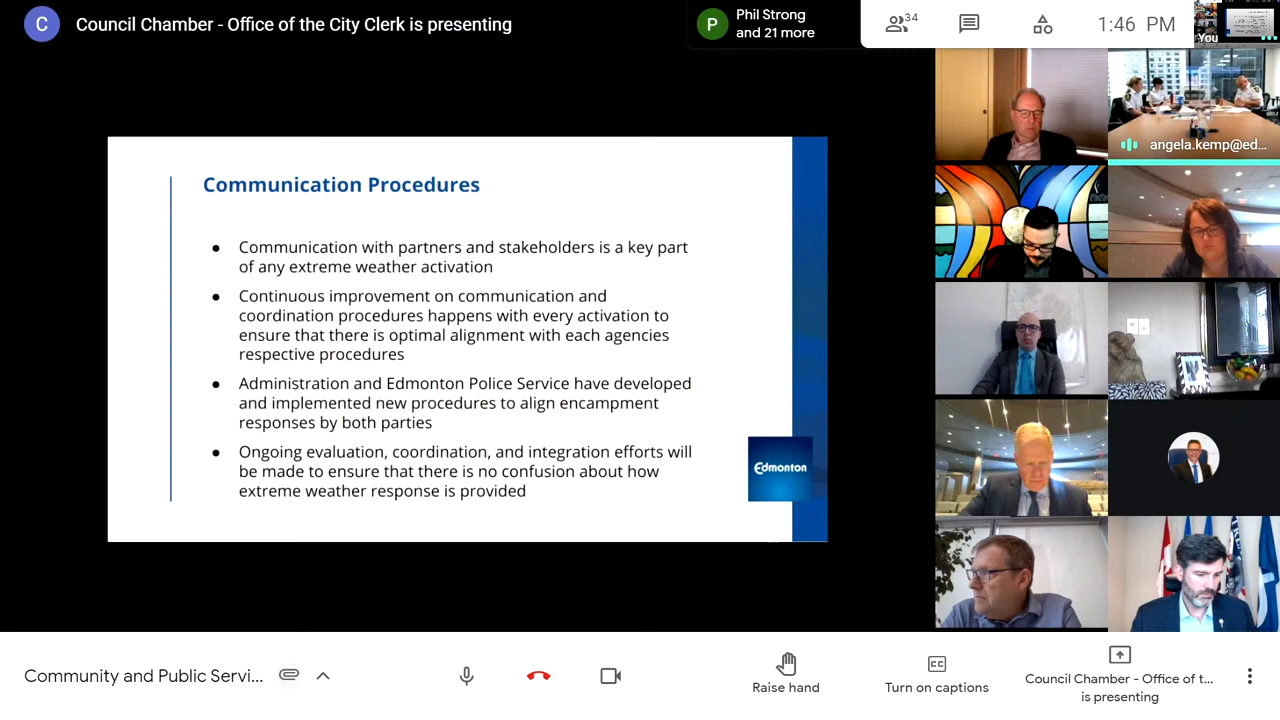 C
Council Chamber - Office of the City Clerk is presenting
P
Phil Strong
and 21 more
34
1:46 PM
You
angela.kemp@ed...
Communication Procedures
● Communication with partners and stakeholders is a key part
of any extreme weather activation
● Continuous improvement on communication and
coordination procedures happens with every activation to
ensure that there is optimal alignment with each agencies
respective procedures
● Administration and Edmonton Police Service have developed
and implemented new procedures to align encampment
responses by both parties
● Ongoing evaluation, coordination, and integration efforts will
be made to ensure that there is no confusion about how
extreme weather response is provided
Edmonton
Community and Public Servi...
Raise hand
CC
Turn on captions
Council Chamber - Office of t...
is presenting